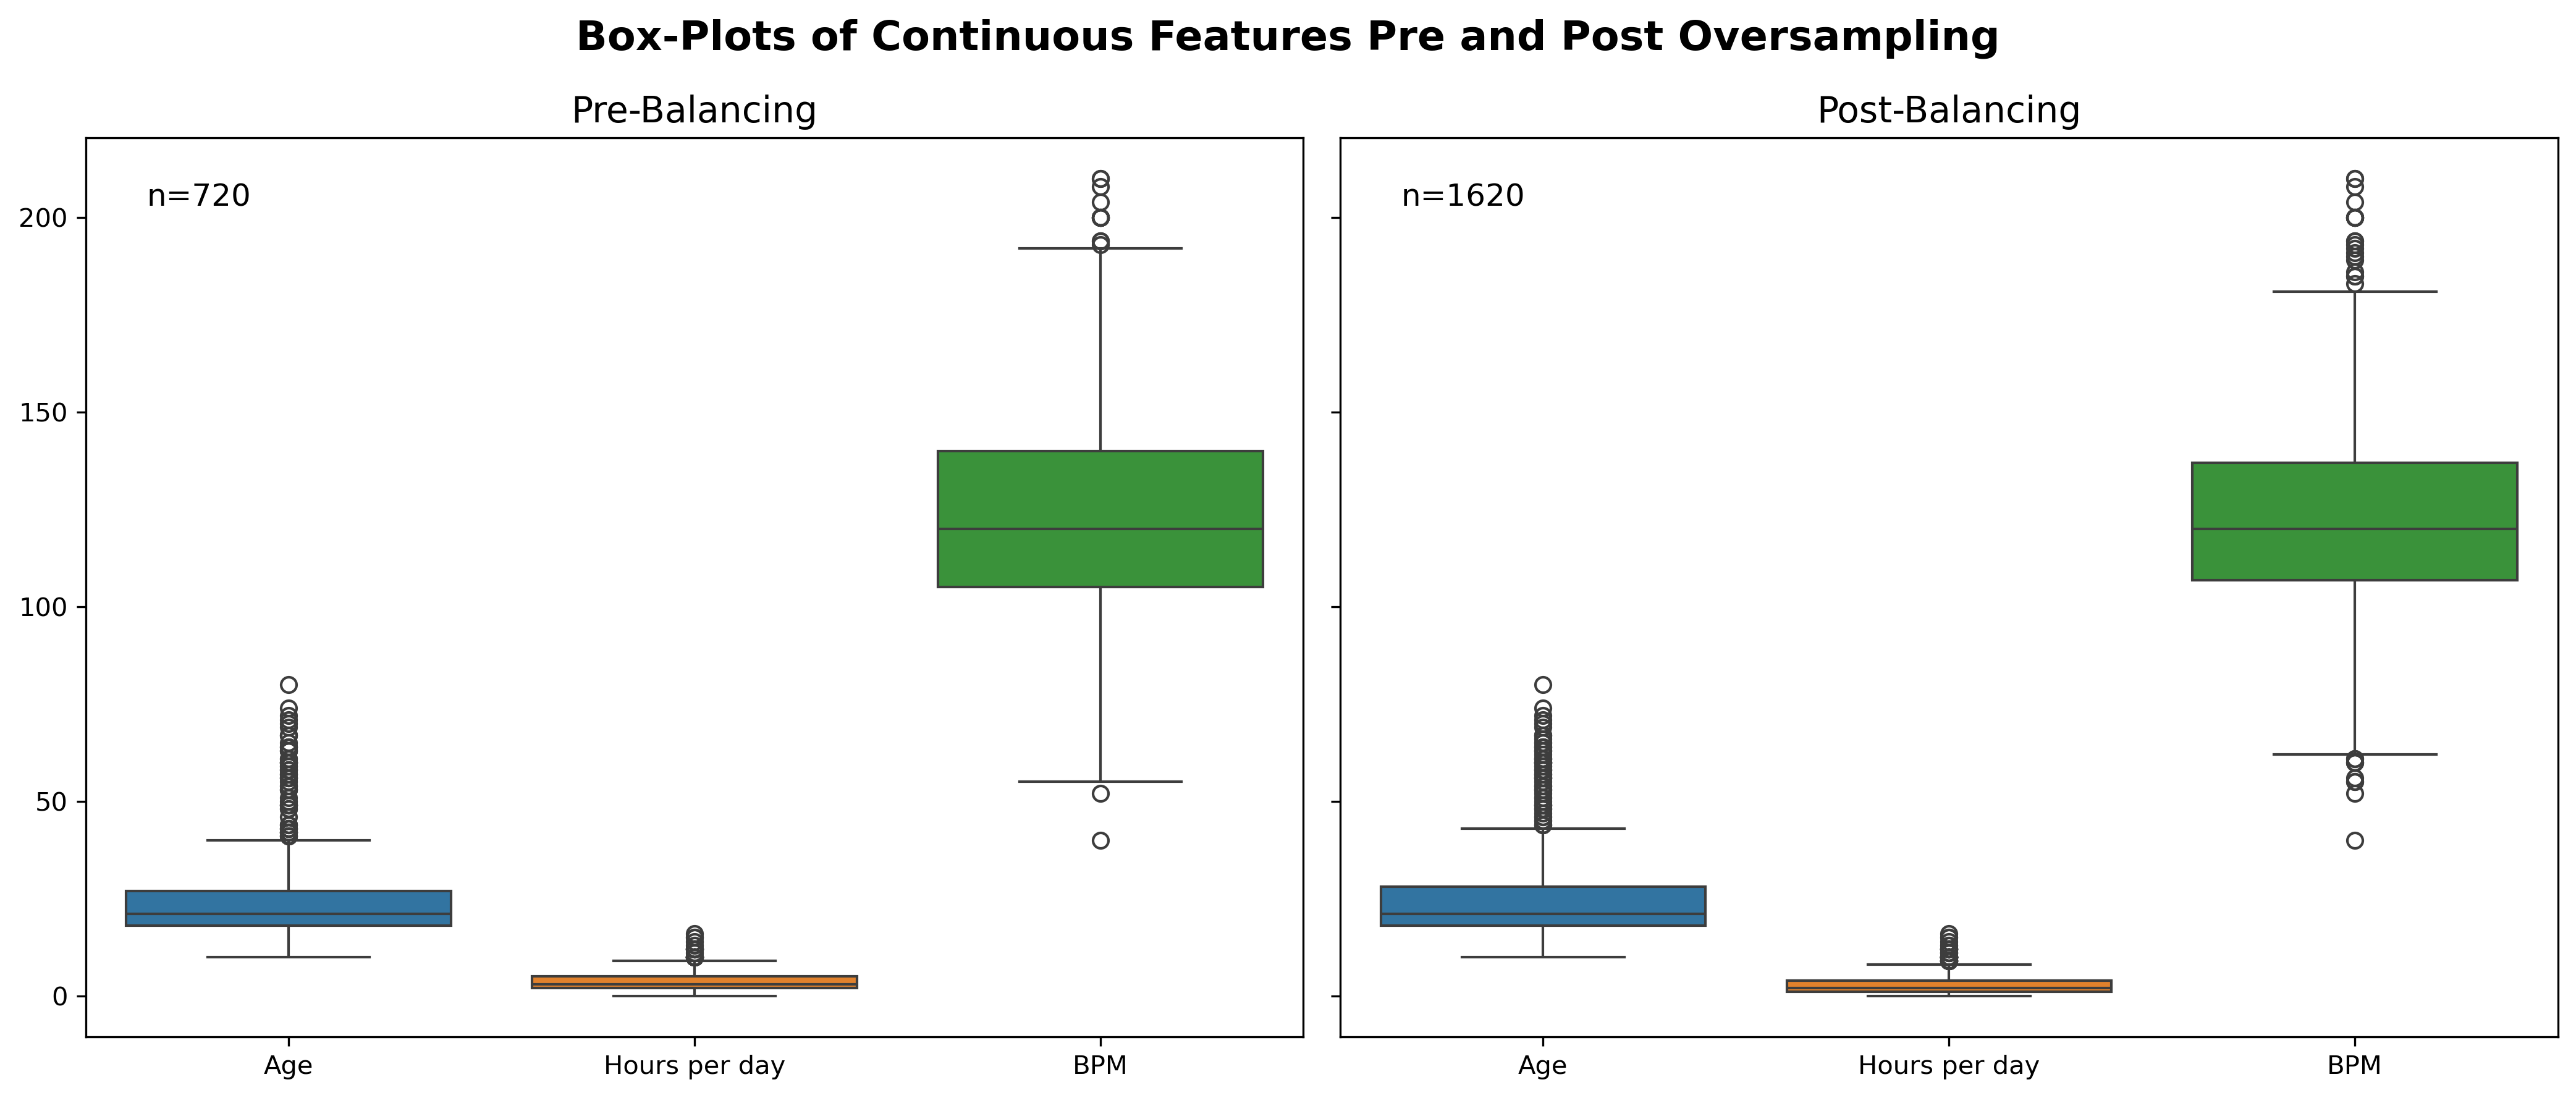 Box-Plots of Continuous Features Pre and Post Oversampling
Pre-Balancing
n=720
200
150
100
50
0
Age
Hours per day
BPM
Post-Balancing
n=1620
Age
Hours per day
BPM